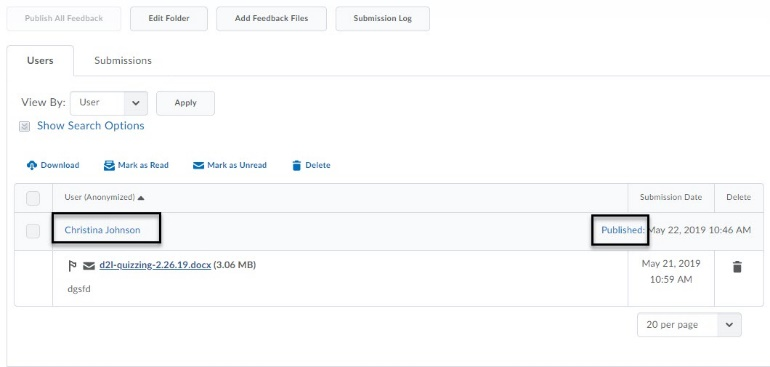 Publish All Feedback Edit Folder Add Feedback Files Submission Log
Users Submissions
View By: User Apply
Show Search Options
Download Mark as Read Mark as Unread Delete
User (Anonymized) Submission Date Delete
Christina Johnson Published: May 22, 2019 10:46 AM
d2l-quizzing-2.26.19.docx (3.06 MB) May 21, 2019
10:59 AM
dgsfd
20 per page